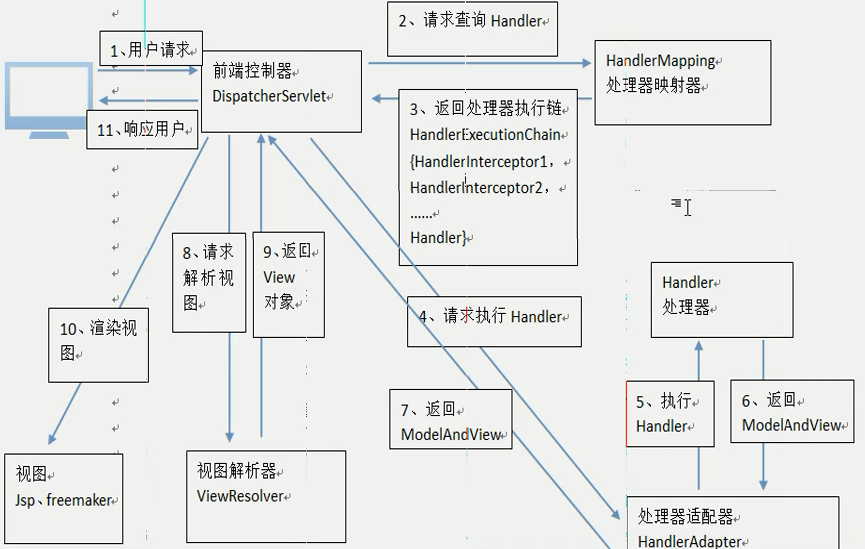 2、请求查询 Handler
1、用户请求
前端控制器
DispatcherServlet
HandlerMapping
处理器映射器
11、响应用户
3、返回处理器执行链
HandlerExecutionChain
{HandlerInterceptor1，
HandlerInterceptor2，
......
Handler}
8、请求
解析视
图
9、返回
View
对象
Handler
处理器
4、请求执行 Handler
10、渲染视
图
7、返回
ModelAndView
5、执行
Handler
6、返回
ModelAndView
视图
Jsp、freemaker
视图解析器
ViewResolver
处理器适配器
HandlerAdapter